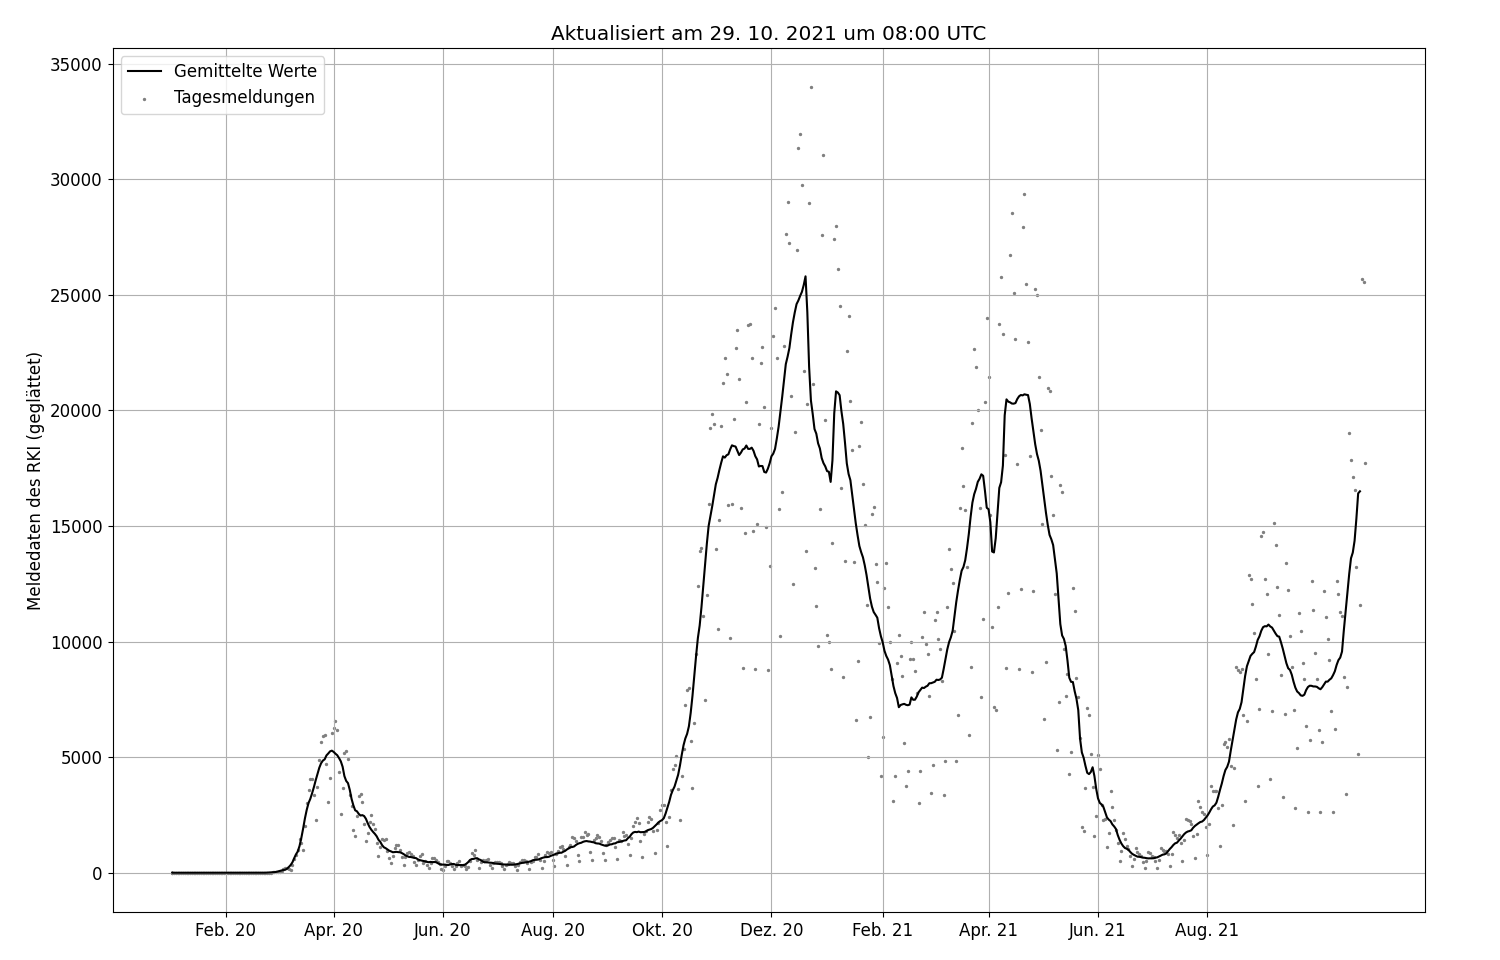 Aktualisiert am 29. 10. 2021 um 08:00 UTC
Gemittelte Werte
Tagesmeldungen
Meldedaten des RKI (geglättet)
35000
30000
25000
20000
15000
10000
5000
0
Feb. 20 Apr. 20 Jun. 20 Aug. 20 Okt. 20 Dez. 20 Feb. 21 Apr. 21 Jun. 21 Aug. 21